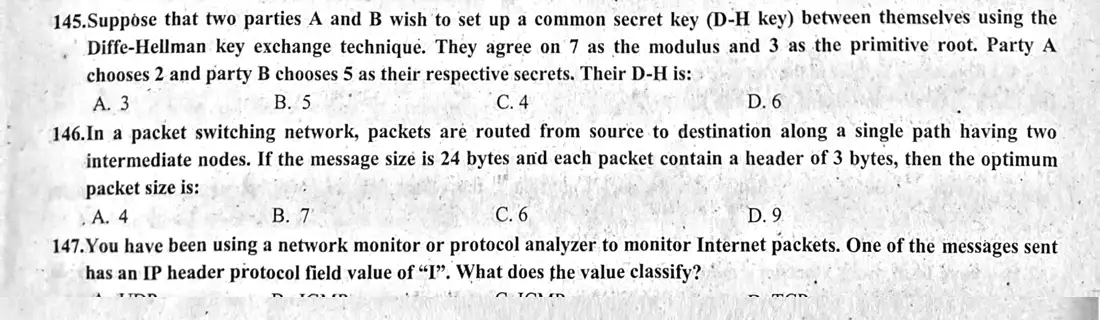 145.Suppose that two parties A and B wish to set up a common secret key (D-H key) between themselves using the
Diffe-Hellman key exchange technique. They agree on 7 as the modulus and 3 as the primitive root. Party A
chooses 2 and party B chooses 5 as their respective secrets. Their D-H is:
A. 3 B. 5 C. 4 D. 6
146.In a packet switching network, packets are routed from source to destination along a single path having two
intermediate nodes. If the message size is 24 bytes and each packet contain a header of 3 bytes, then the optimum
packet size is:
A. 4 B. 7 C. 6 D. 9
147.You have been using a network monitor or protocol analyzer to monitor Internet packets. One of the messages sent
has an IP header protocol field value of “I”. What does the value classify?